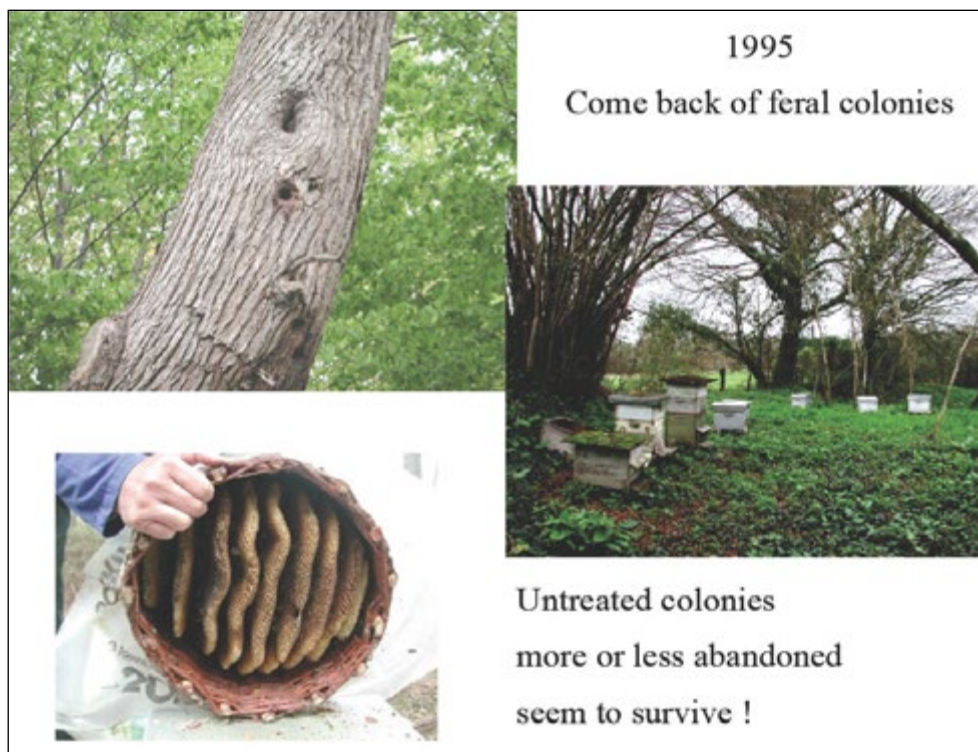 1995
Come back of feral colonies
Untreated colonies
more or less abandoned
seem to survive !